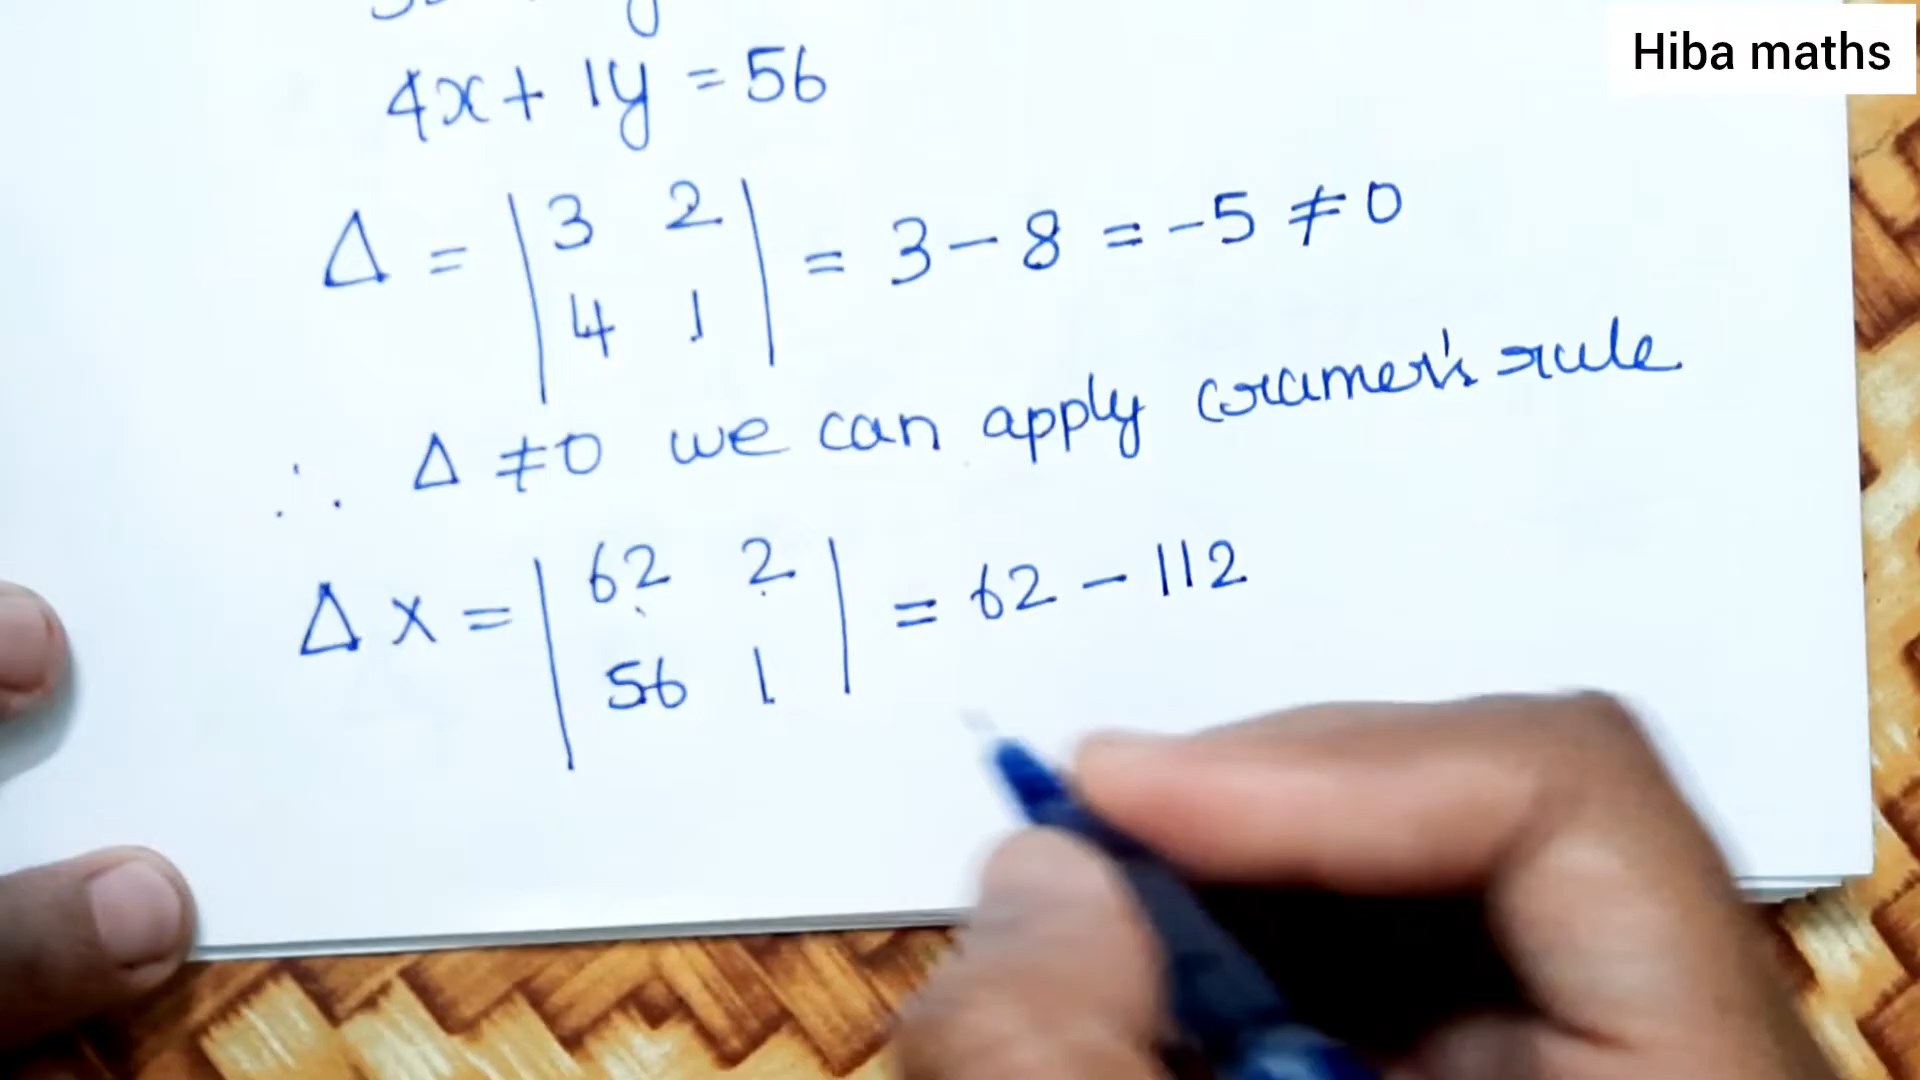 Hiba maths
4x + 1y = 56
Δ = | 3 2 | = 3 - 8 = -5 ≠ 0
| 4 1 |
∴ Δ ≠ 0 we can apply cramer's rule
Δ x = | 62 2 | = 62 - 112
| 56 1 |